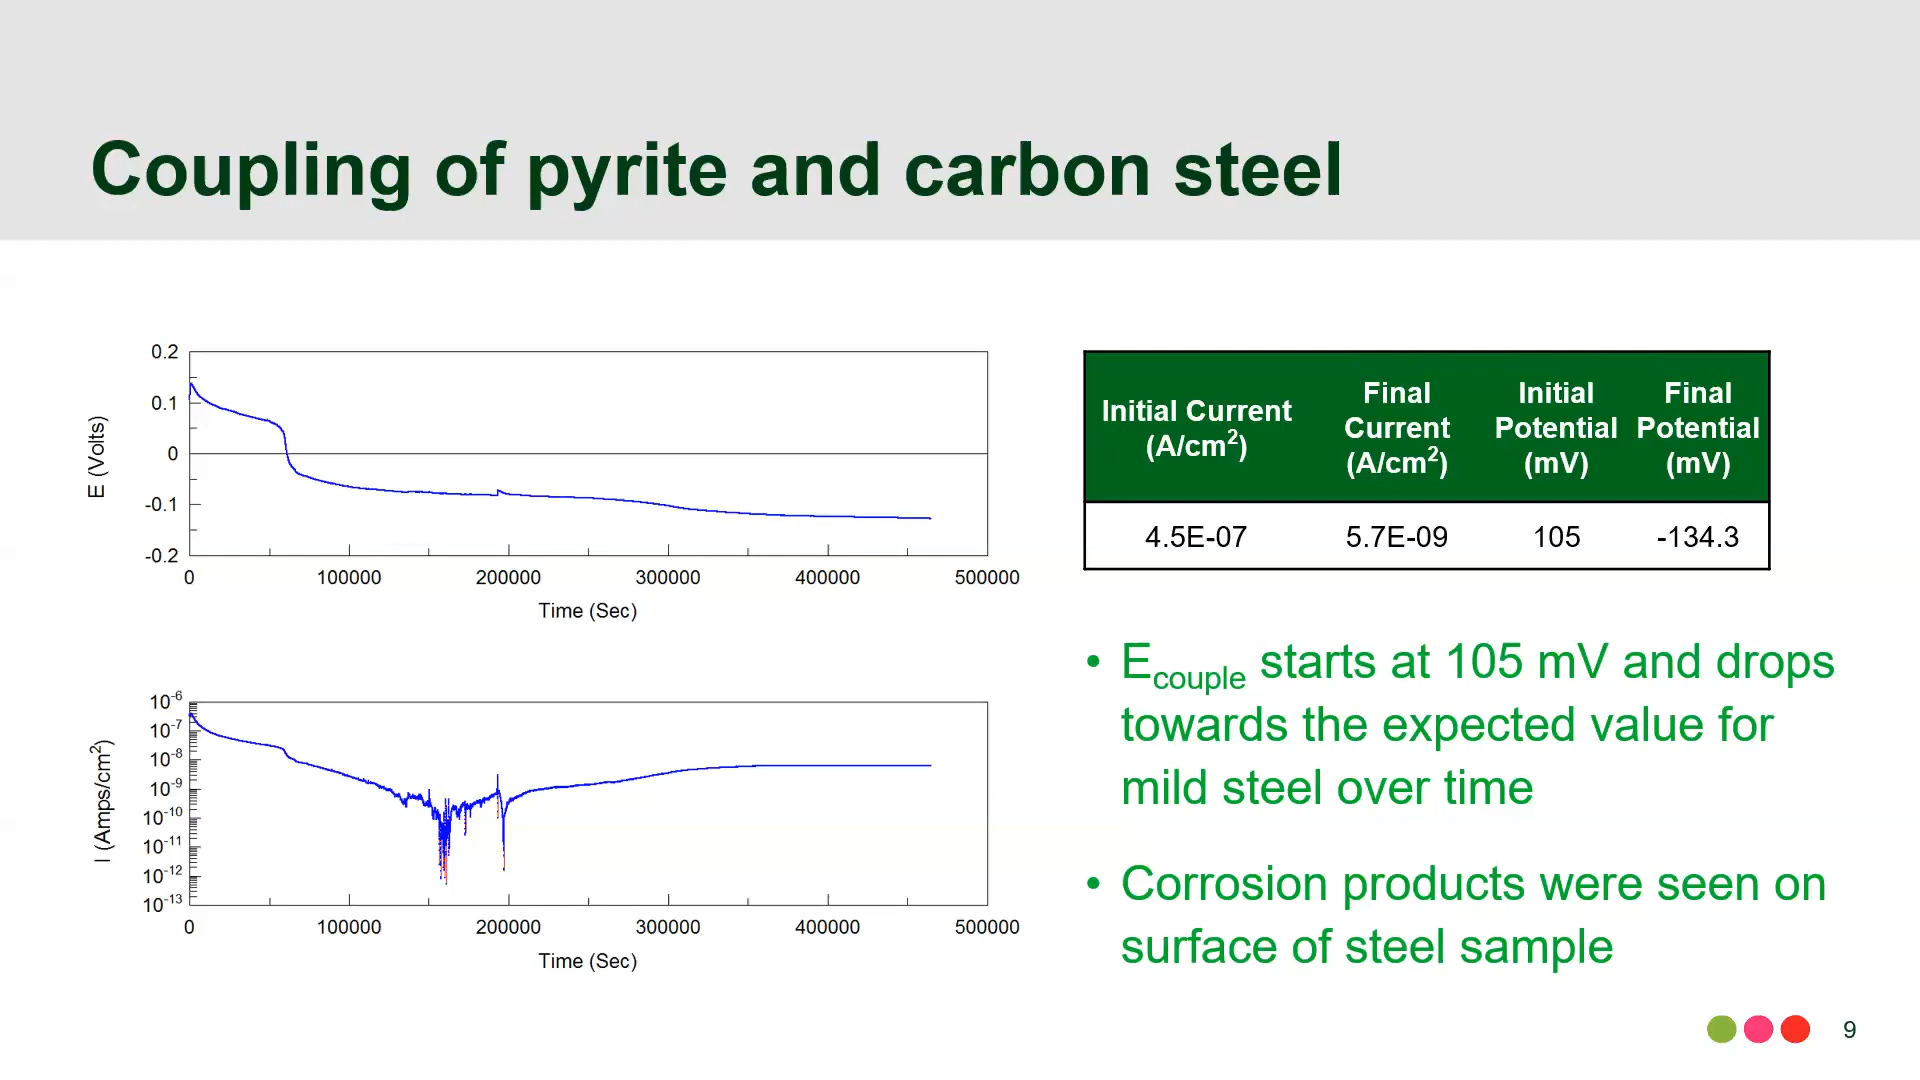 Coupling of pyrite and carbon steel
0.2
0.1
0
-0.1
-0.2
E (Volts)
0 100000 200000 300000 400000 500000
Time (Sec)
10⁻⁶
10⁻⁷
10⁻⁸
10⁻⁹
10⁻¹⁰
10⁻¹¹
10⁻¹²
10⁻¹³
I (Amps/cm²)
0 100000 200000 300000 400000 500000
Time (Sec)
Initial Current (A/cm²) Final Current (A/cm²) Initial Potential (mV) Final Potential (mV)
4.5E-07 5.7E-09 105 -134.3
• E couple starts at 105 mV and drops
towards the expected value for
mild steel over time
• Corrosion products were seen on
surface of steel sample
9